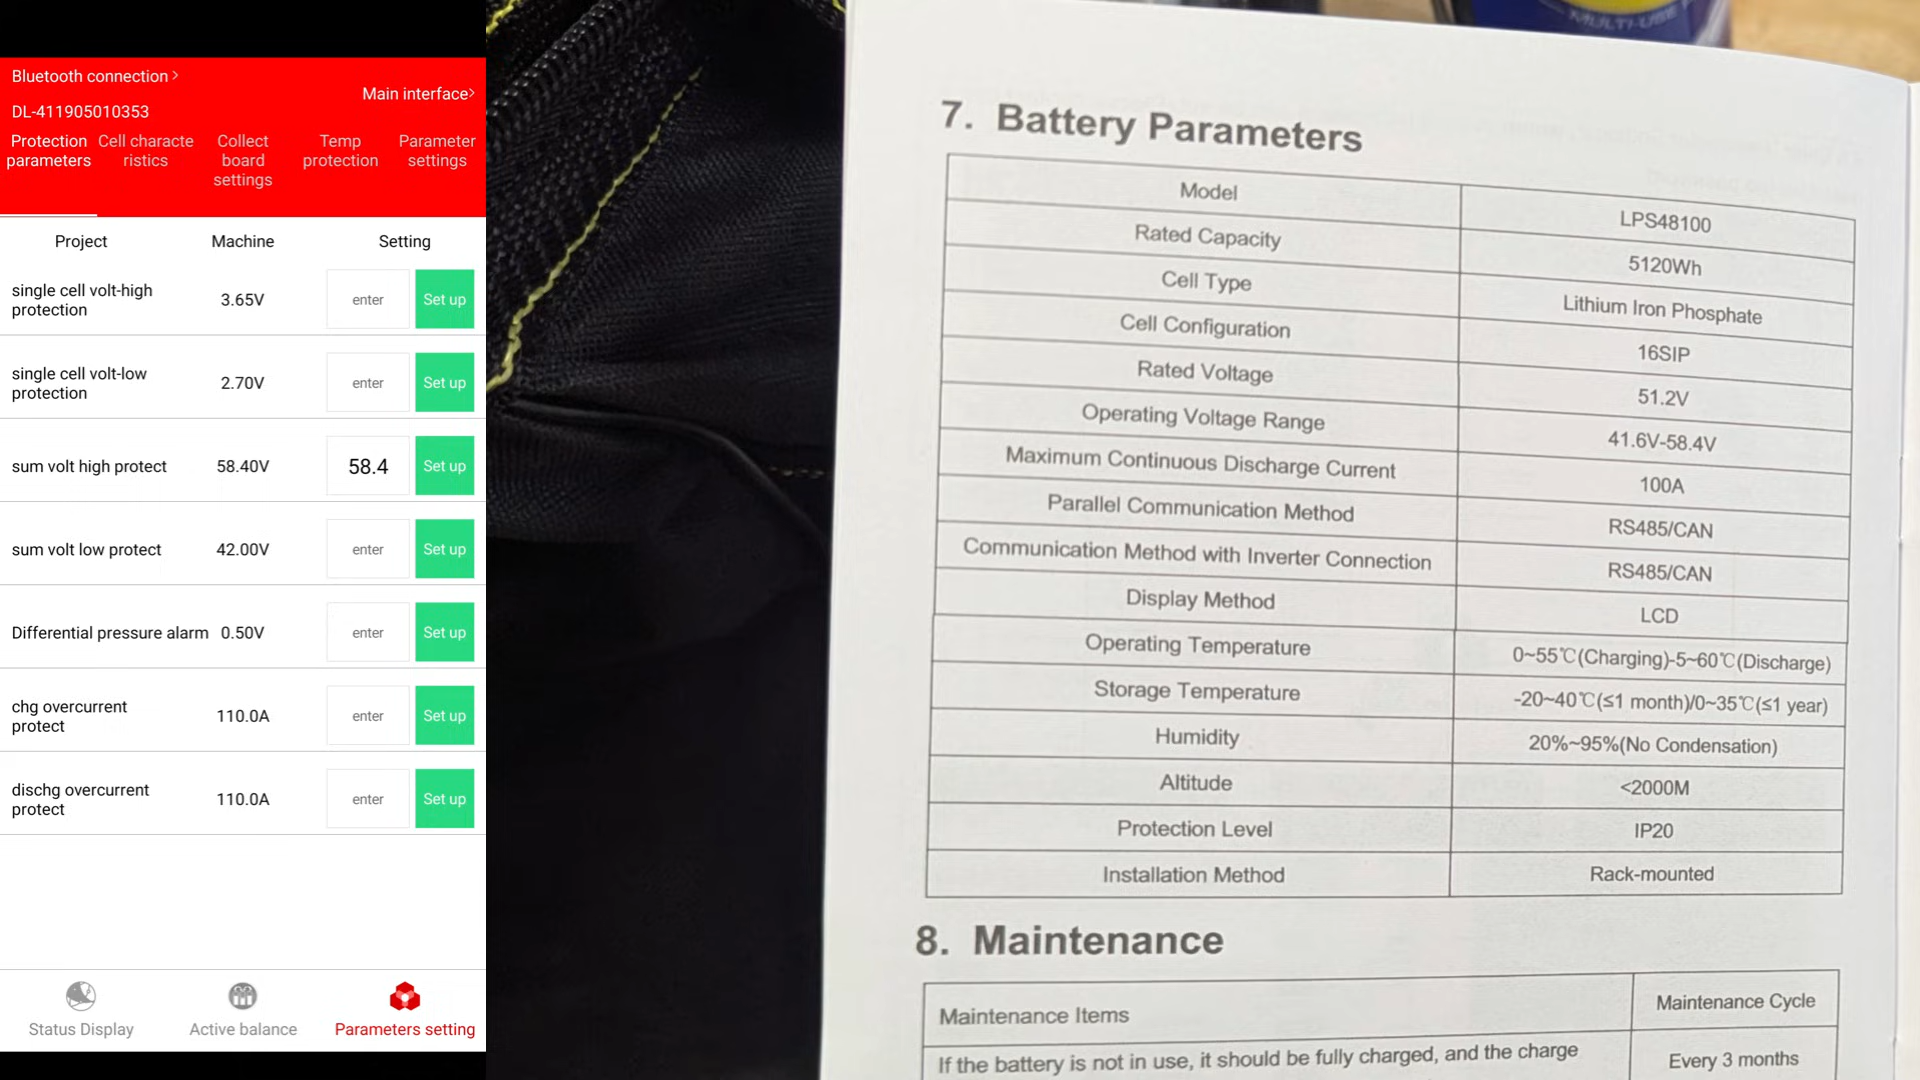 Bluetooth connection >
Main interface>
DL-411905010353
Protection parameters
Cell characte ristics
Collect board settings
Temp protection
Parameter settings
Project Machine Setting
single cell volt-high protection 3.65V enter Set up
single cell volt-low protection 2.70V enter Set up
sum volt high protect 58.40V 58.4 Set up
sum volt low protect 42.00V enter Set up
Differential pressure alarm 0.50V enter Set up
chg overcurrent protect 110.0A enter Set up
dischg overcurrent protect 110.0A enter Set up
Status Display
Active balance
Parameters setting
MULTI-USE
7. Battery Parameters
Model LPS48100
Rated Capacity 5120Wh
Cell Type Lithium Iron Phosphate
Cell Configuration 16SIP
Rated Voltage 51.2V
Operating Voltage Range 41.6V-58.4V
Maximum Continuous Discharge Current 100A
Parallel Communication Method RS485/CAN
Communication Method with Inverter Connection RS485/CAN
Display Method LCD
Operating Temperature 0~55℃(Charging)-5~60℃(Discharge)
Storage Temperature -20~40℃(≤1 month)/0~35℃(≤1 year)
Humidity 20%~95%(No Condensation)
Altitude <2000M
Protection Level IP20
Installation Method Rack-mounted
8. Maintenance
Maintenance Items Maintenance Cycle
If the battery is not in use, it should be fully charged, and the charge Every 3 months